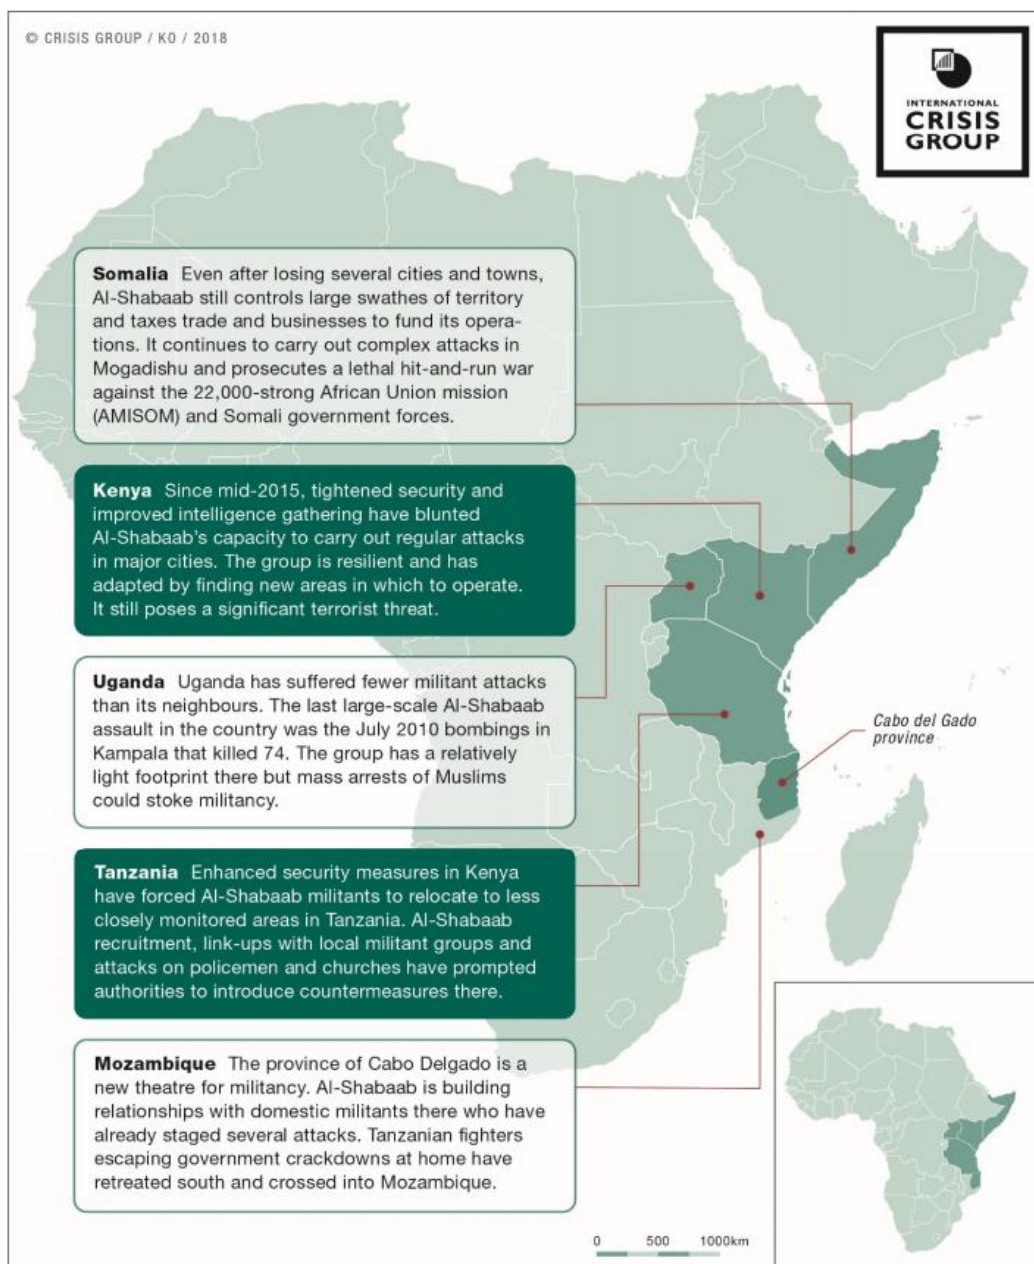 © CRISIS GROUP / KO / 2018
INTERNATIONAL
CRISIS
GROUP
Somalia Even after losing several cities and towns,
Al-Shabaab still controls large swathes of territory
and taxes trade and businesses to fund its opera-
tions. It continues to carry out complex attacks in
Mogadishu and prosecutes a lethal hit-and-run war
against the 22,000-strong African Union mission
(AMISOM) and Somali government forces.
Kenya Since mid-2015, tightened security and
improved intelligence gathering have blunted
Al-Shabaab's capacity to carry out regular attacks
in major cities. The group is resilient and has
adapted by finding new areas in which to operate.
It still poses a significant terrorist threat.
Uganda Uganda has suffered fewer militant attacks
than its neighbours. The last large-scale Al-Shabaab
assault in the country was the July 2010 bombings in
Kampala that killed 74. The group has a relatively
light footprint there but mass arrests of Muslims
could stoke militancy.
Cabo del Gado
province
Tanzania Enhanced security measures in Kenya
have forced Al-Shabaab militants to relocate to less
closely monitored areas in Tanzania. Al-Shabaab
recruitment, link-ups with local militant groups and
attacks on policemen and churches have prompted
authorities to introduce countermeasures there.
Mozambique The province of Cabo Delgado is a
new theatre for militancy. Al-Shabaab is building
relationships with domestic militants there who have
already staged several attacks. Tanzanian fighters
escaping government crackdowns at home have
retreated south and crossed into Mozambique.
0 500 1000km